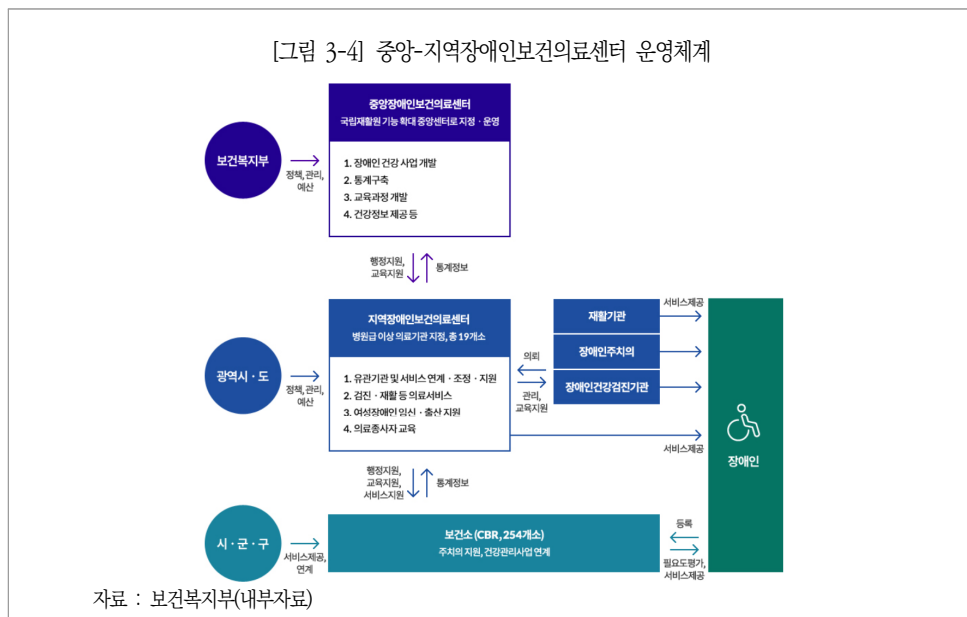 [그림 3-4] 중앙-지역장애인보건의료센터 운영체계
중앙장애인보건의료센터
국립재활원 기능 확대 중앙센터로 지정 · 운영
보건복지부
정책, 관리,
예산
1. 장애인 건강 사업 개발
2. 통계구축
3. 교육과정 개발
4. 건강정보 제공 등
행정지원,
교육지원
통계정보
지역장애인보건의료센터
병원급 이상 의료기관 지정, 총 19개소
광역시 · 도
정책, 관리,
예산
1. 유관기관 및 서비스 연계 · 조정 · 지원
2. 검진 · 재활 등 의료서비스
3. 여성장애인 임신 · 출산 지원
4. 의료종사자 교육
의뢰
관리,
교육지원
재활기관
장애인주치의
장애인건강검진기관
서비스제공
서비스제공
장애인
행정지원,
교육지원,
서비스지원
통계정보
시 · 군 · 구
서비스제공,
연계
보건소 (CBR, 254개소)
주치의 지원, 건강관리사업 연계
등록
필요도평가,
서비스제공
자료 : 보건복지부(내부자료)